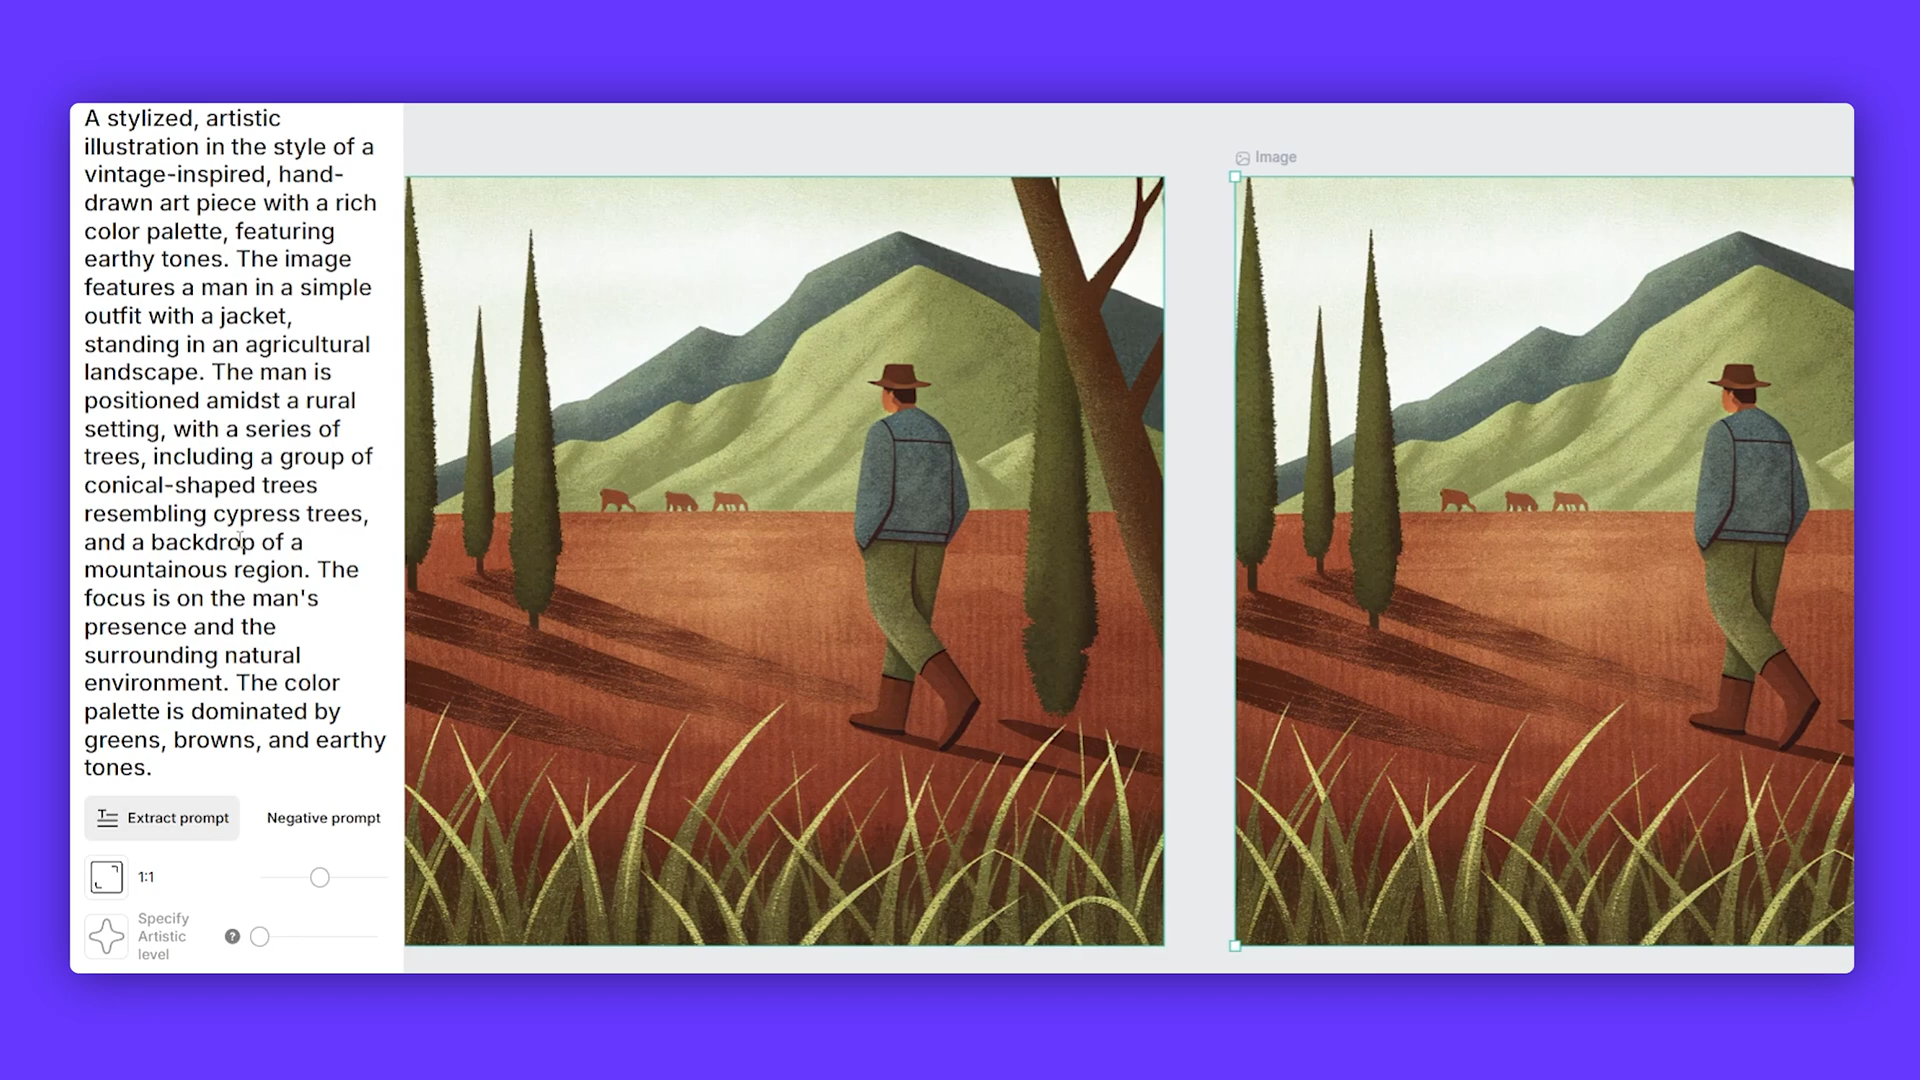 A stylized, artistic
illustration in the style of a
vintage-inspired, hand-
drawn art piece with a rich
color palette, featuring
earthy tones. The image
features a man in a simple
outfit with a jacket,
standing in an agricultural
landscape. The man is
positioned amidst a rural
setting, with a series of
trees, including a group of
conical-shaped trees
resembling cypress trees,
and a backdrop of a
mountainous region. The
focus is on the man's
presence and the
surrounding natural
environment. The color
palette is dominated by
greens, browns, and earthy
tones.
Extract prompt
Negative prompt
1:1
Specify
Artistic
level
?
Image